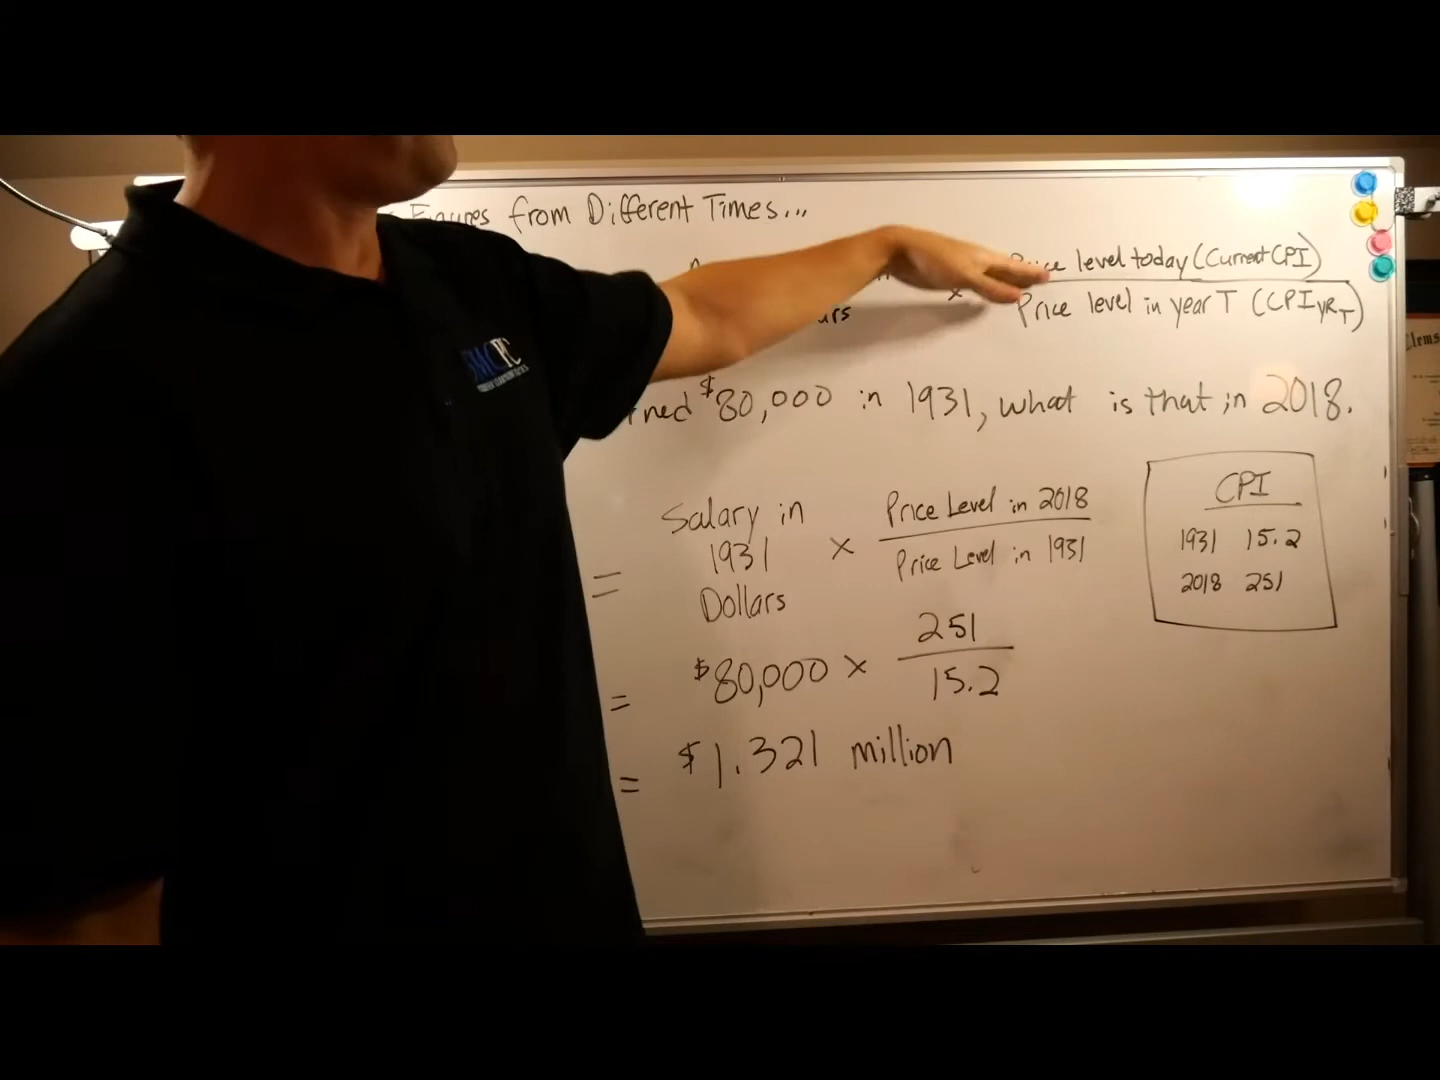 Figures from Different Times...
Price level today (Current CPI)
x
Price level in year T (CPI yR T)
$80,000 in 1931, what is that in 2018.
CPI
1931 15.2
2018 251
Salary in
1931
Dollars
x
Price Level in 2018
Price Level in 1931
=
= $80,000 x 251
15.2
= $1.321 million